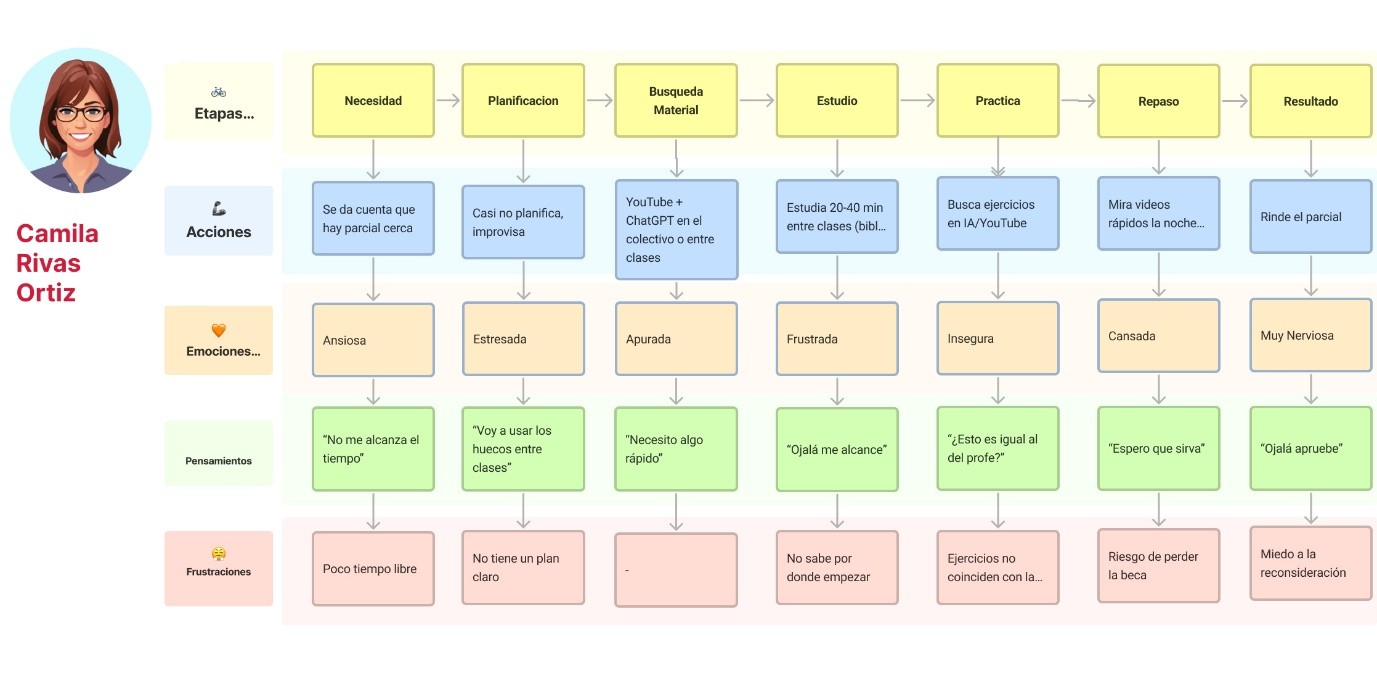 Camila
Rivas
Ortiz
Etapas...
Necesidad
Planificacion
Busqueda
Material
Estudio
Practica
Repaso
Resultado
Acciones
Se da cuenta que
hay parcial cerca
Casi no planifica,
improvisa
YouTube +
ChatGPT en el
colectivo o entre
clases
Estudia 20-40 min
entre clases (bibl...
Busca ejercicios
en IA/YouTube
Mira videos
rápidos la noche...
Rinde el parcial
Emociones...
Ansiosa
Estresada
Apurada
Frustrada
Insegura
Cansada
Muy Nerviosa
Pensamientos
“No me alcanza el
tiempo”
“Voy a usar los
huecos entre
clases”
“Necesito algo
rápido”
“Ojalá me alcance”
“¿Esto es igual al
del profe?”
“Espero que sirva”
“Ojalá apruebe”
Frustraciones
Poco tiempo libre
No tiene un plan
claro
-
No sabe por
donde empezar
Ejercicios no
coinciden con la...
Riesgo de perder
la beca
Miedo a la
reconsideración